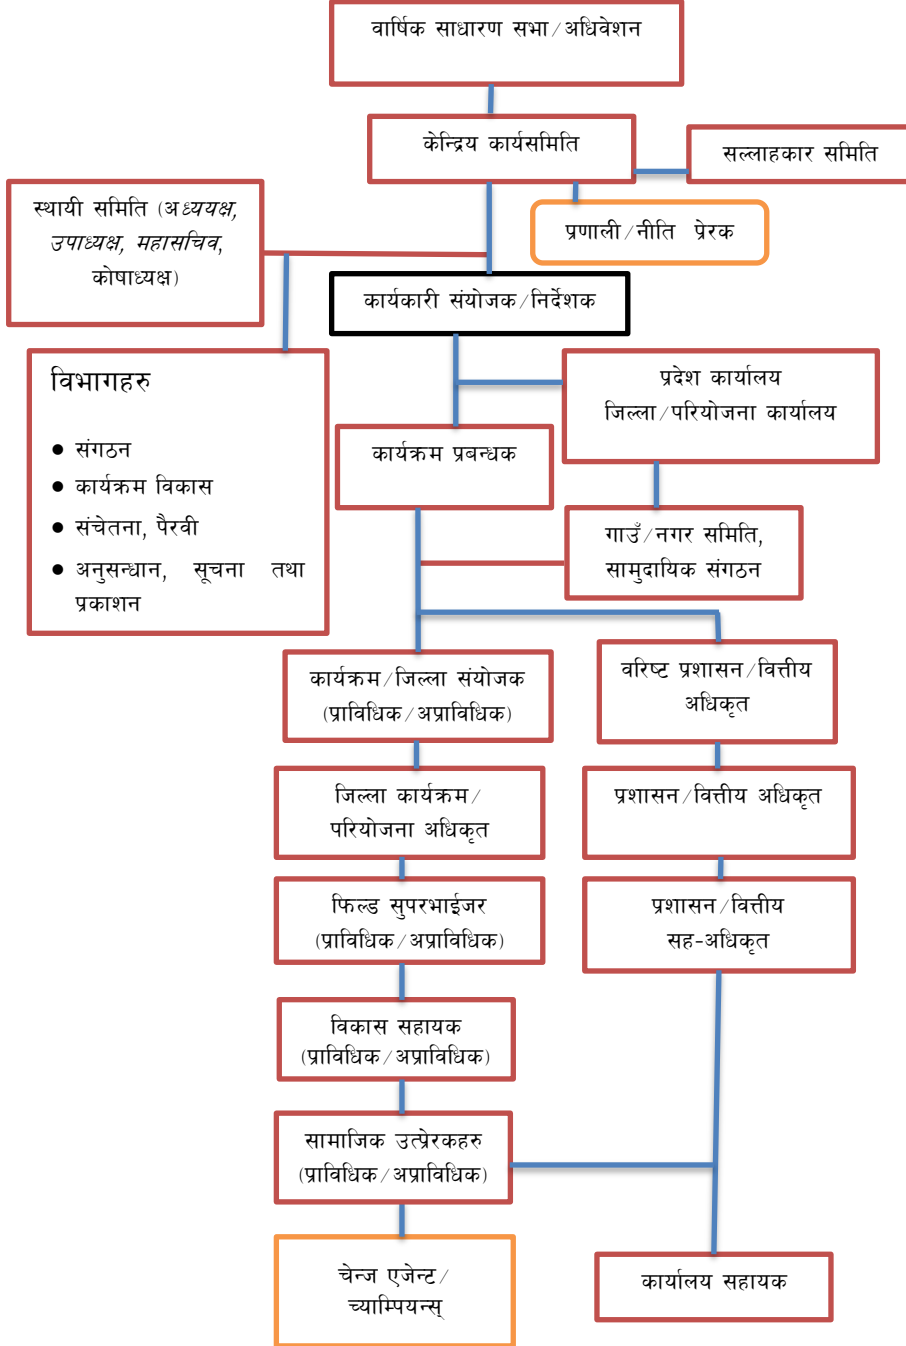 वार्षिक साधारण सभा/अधिवेशन
केन्द्रिय कार्यसमिति
सल्लाहकार समिति
स्थायी समिति (अध्ययक्ष,
उपाध्यक्ष, महासचिव,
कोषाध्यक्ष)
प्रणाली/नीति प्रेरक
कार्यकारी संयोजक/निर्देशक
विभागहरु
● संगठन
● कार्यक्रम विकास
● संचेतना, पैरवी
● अनुसन्धान, सूचना तथा
प्रकाशन
प्रदेश कार्यालय
जिल्ला/परियोजना कार्यालय
कार्यक्रम प्रबन्धक
गाउँ/नगर समिति,
सामुदायिक संगठन
कार्यक्रम/जिल्ला संयोजक
(प्राविधिक/अप्राविधिक)
वरिष्ट प्रशासन/वित्तीय
अधिकृत
जिल्ला कार्यक्रम/
परियोजना अधिकृत
प्रशासन/वित्तीय अधिकृत
फिल्ड सुपरभाईजर
(प्राविधिक/अप्राविधिक)
प्रशासन/वित्तीय
सह-अधिकृत
विकास सहायक
(प्राविधिक/अप्राविधिक)
सामाजिक उत्प्रेरकहरु
(प्राविधिक/अप्राविधिक)
चेन्ज एजेन्ट/
च्याम्पियन्स्
कार्यालय सहायक